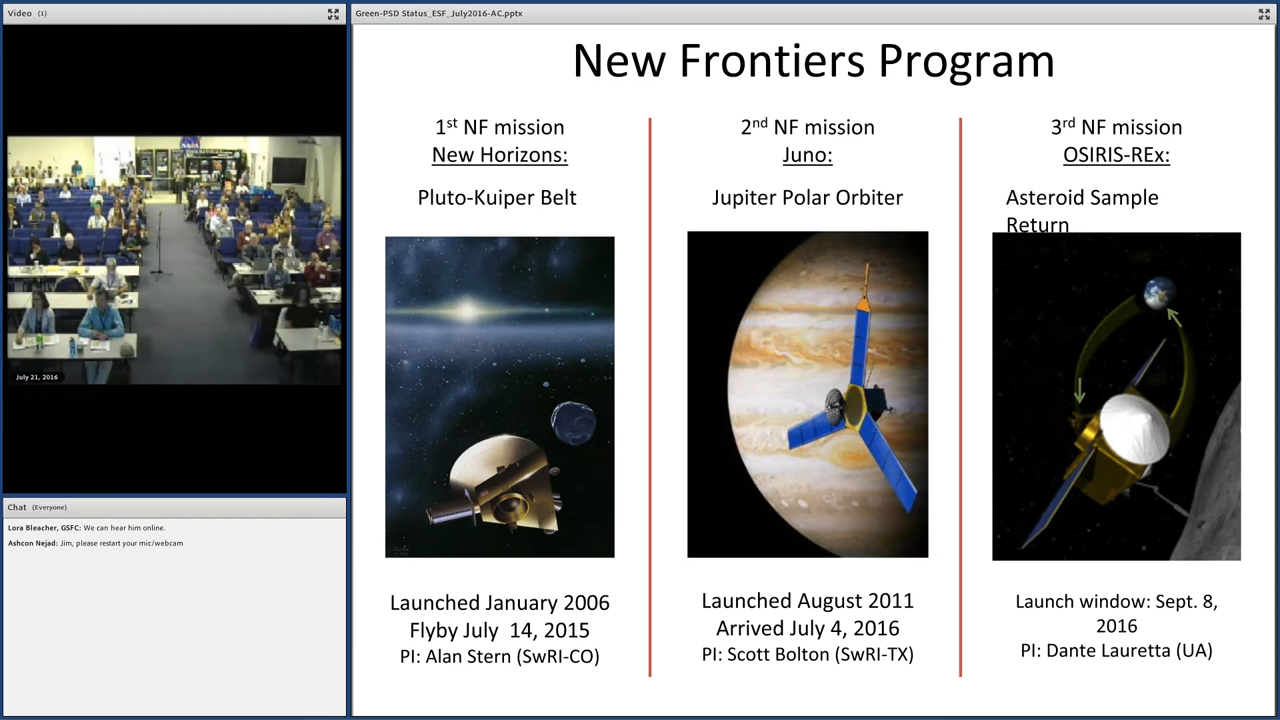 Video (1)
NASA
July 21, 2016
Chat (Everyone)
Lora Bleacher, GSFC: We can hear him online.
Ashcon Nejad: Jim, please restart your mic/webcam
Green-PSD Status_ESF_July2016-AC.pptx
New Frontiers Program
1st NF mission
New Horizons:
Pluto-Kuiper Belt
Launched January 2006
Flyby July 14, 2015
PI: Alan Stern (SwRI-CO)
2nd NF mission
Juno:
Jupiter Polar Orbiter
Launched August 2011
Arrived July 4, 2016
PI: Scott Bolton (SwRI-TX)
3rd NF mission
OSIRIS-REx:
Asteroid Sample
Return
Launch window: Sept. 8,
2016
PI: Dante Lauretta (UA)